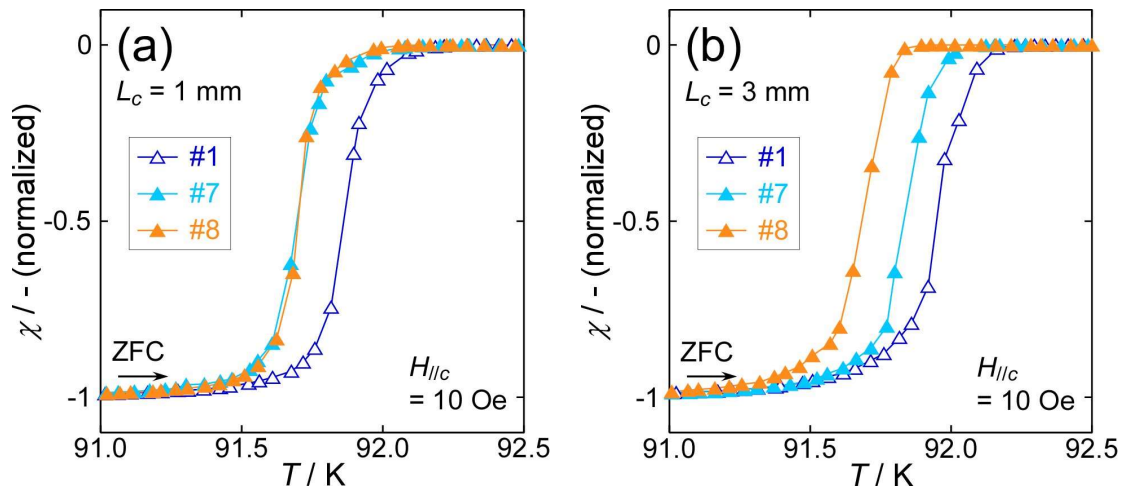 (a)
L_c = 1 mm
#1
#7
#8
ZFC
H_{//c}
= 10 Oe
0
-0.5
-1
χ / - (normalized)
91.0 91.5 92.0 92.5
T / K
(b)
L_c = 3 mm
#1
#7
#8
ZFC
H_{//c}
= 10 Oe
0
-0.5
-1
χ / - (normalized)
91.0 91.5 92.0 92.5
T / K